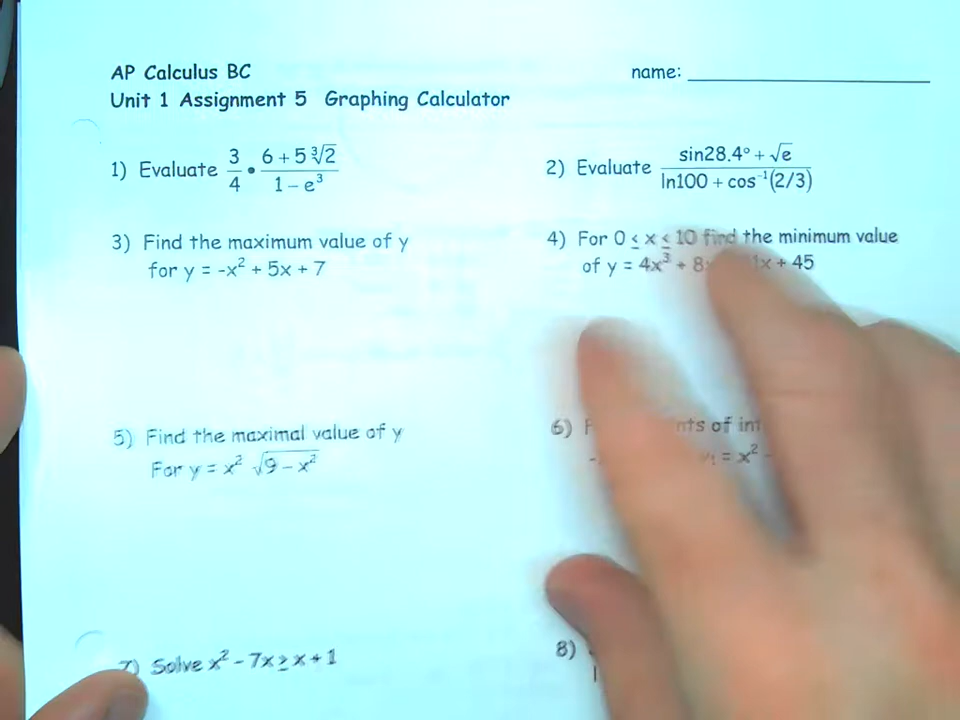 AP Calculus BC name:
Unit 1 Assignment 5 Graphing Calculator
1) Evaluate 3/4 • (6 + 5∛2)/(1 – e³)
2) Evaluate (sin28.4° + √e)/(ln100 + cos⁻¹(2/3))
3) Find the maximum value of y
for y = -x² + 5x + 7
4) For 0 ≤ x ≤ 10 find the minimum value
of y = 4x³ + 8 x + 45
5) Find the maximal value of y
For y = x² √(9 – x²)
6) of
= x²
7) Solve x² – 7x ≥ x + 1
8)